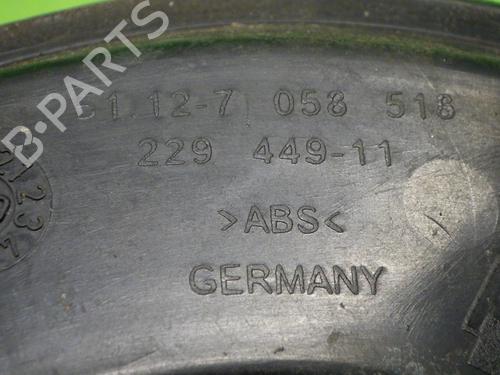 B-PARTS
51.12-7 058 518
229 449-11
>ABS<
GERMANY